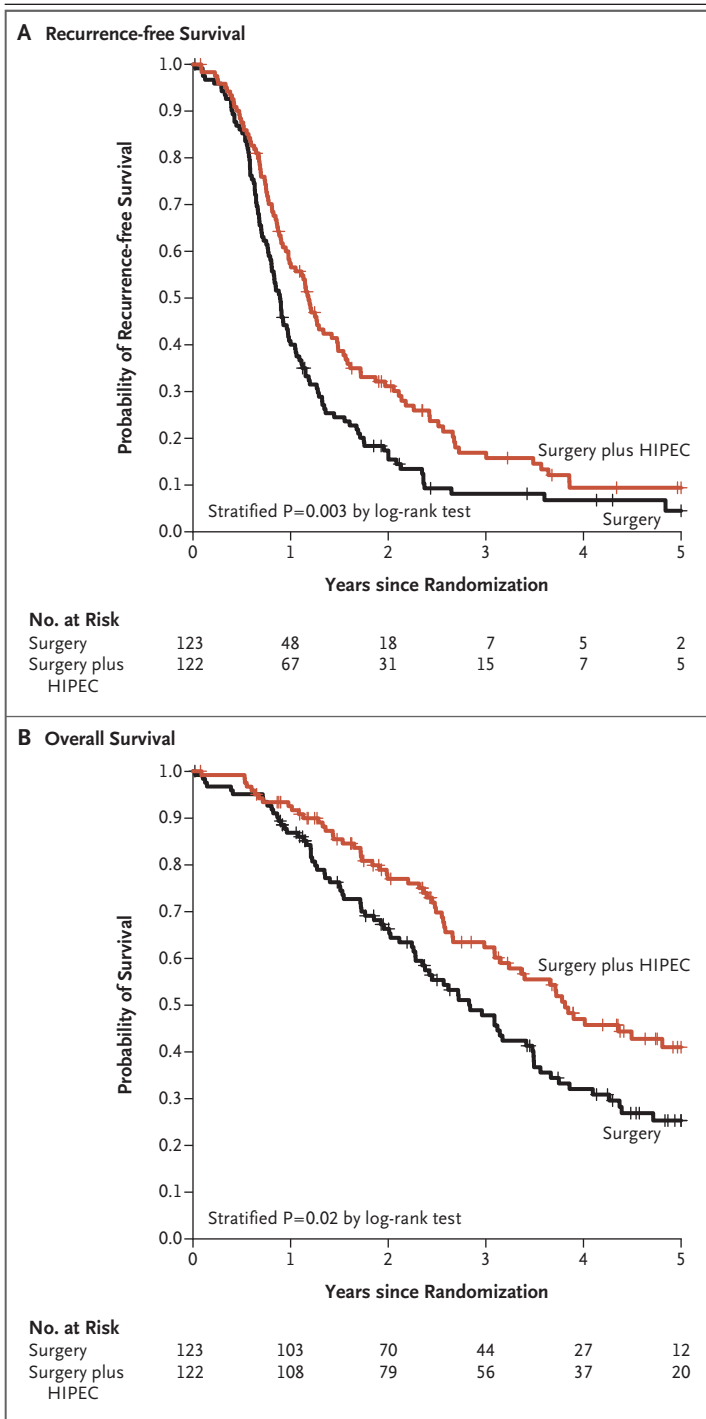 A Recurrence-free Survival
1.0
0.9
0.8
0.7
0.6
0.5
0.4
0.3
0.2
0.1
0.0
Probability of Recurrence-free Survival
Surgery plus HIPEC
Stratified P=0.003 by log-rank test
Surgery
0 1 2 3 4 5
Years since Randomization
No. at Risk
Surgery 123 48 18 7 5 2
Surgery plus 122 67 31 15 7 5
HIPEC
B Overall Survival
1.0
0.9
0.8
0.7
0.6
0.5
0.4
0.3
0.2
0.1
0.0
Probability of Survival
Surgery plus HIPEC
Surgery
Stratified P=0.02 by log-rank test
0 1 2 3 4 5
Years since Randomization
No. at Risk
Surgery 123 103 70 44 27 12
Surgery plus 122 108 79 56 37 20
HIPEC